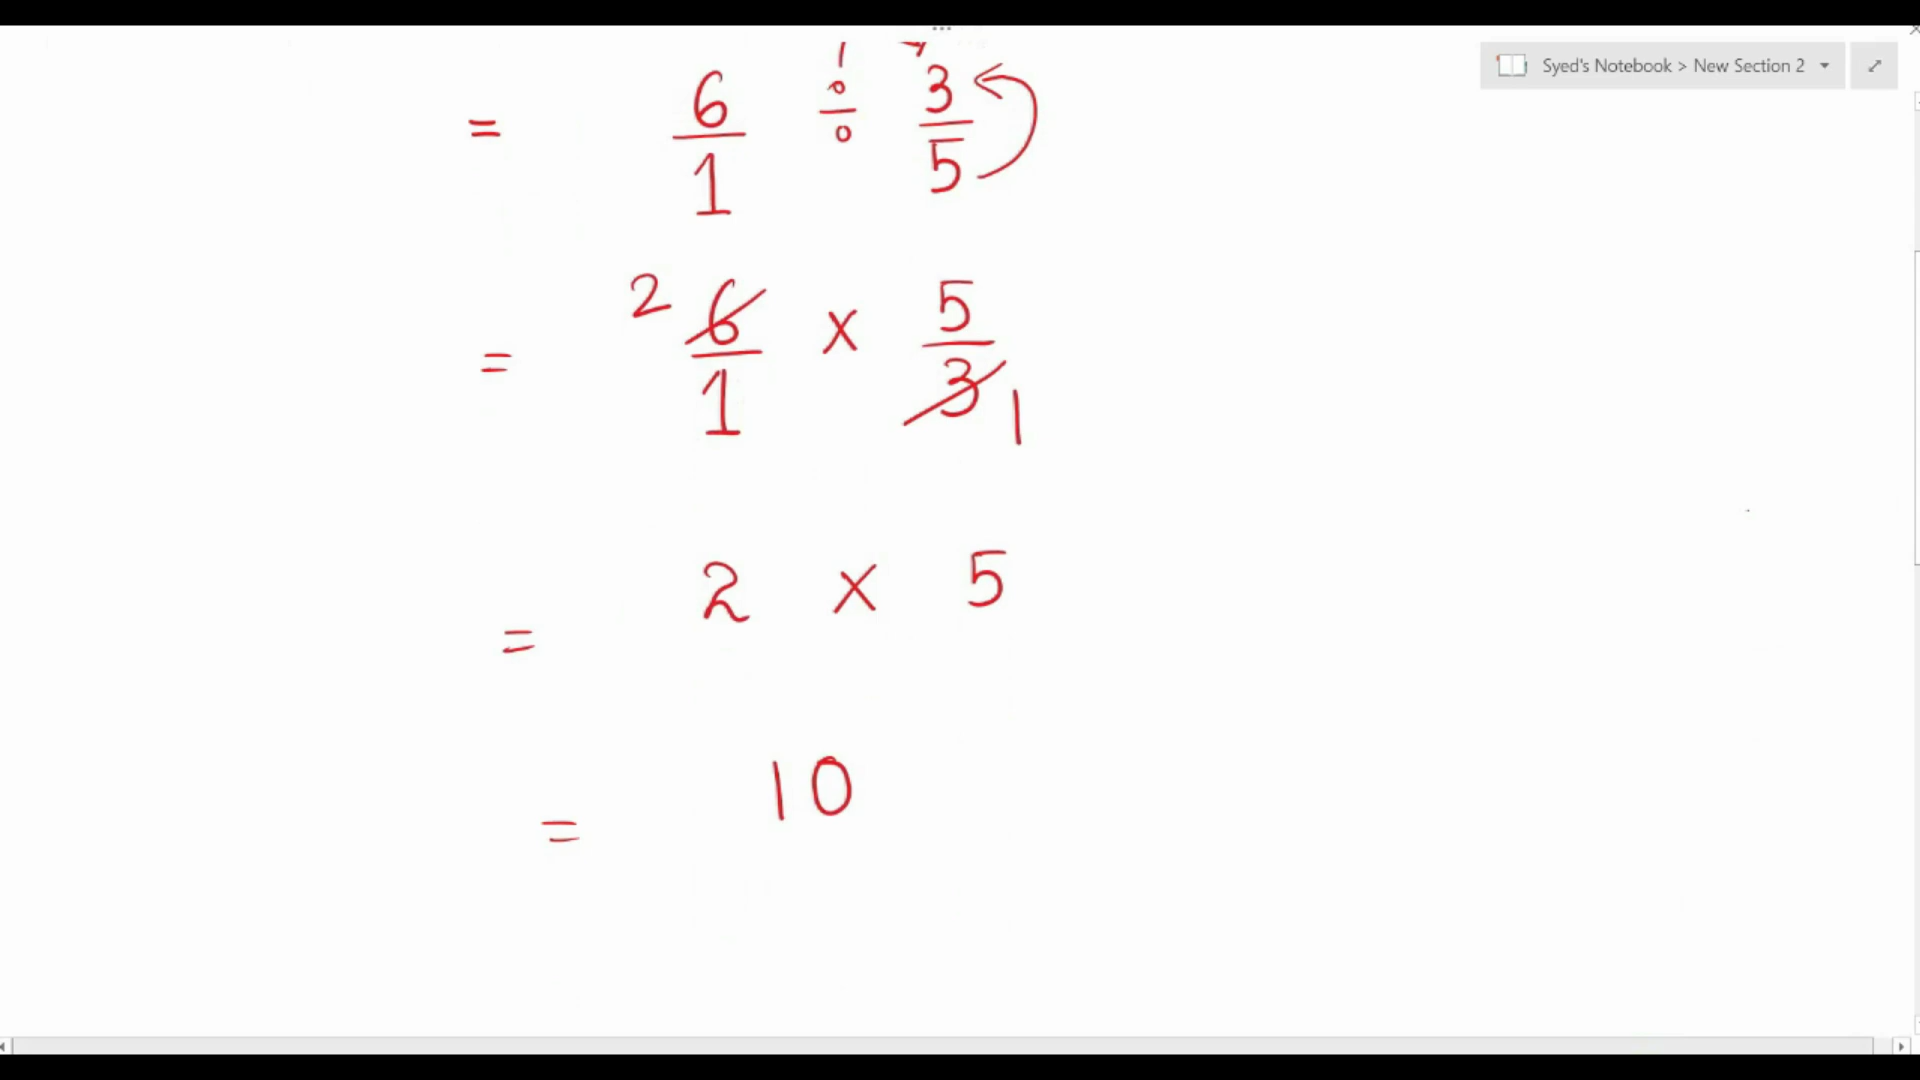 Syed's Notebook > New Section 2
= 6/1 ÷ 3/5
= 2 6/1 × 5/3 1
= 2 × 5
= 10